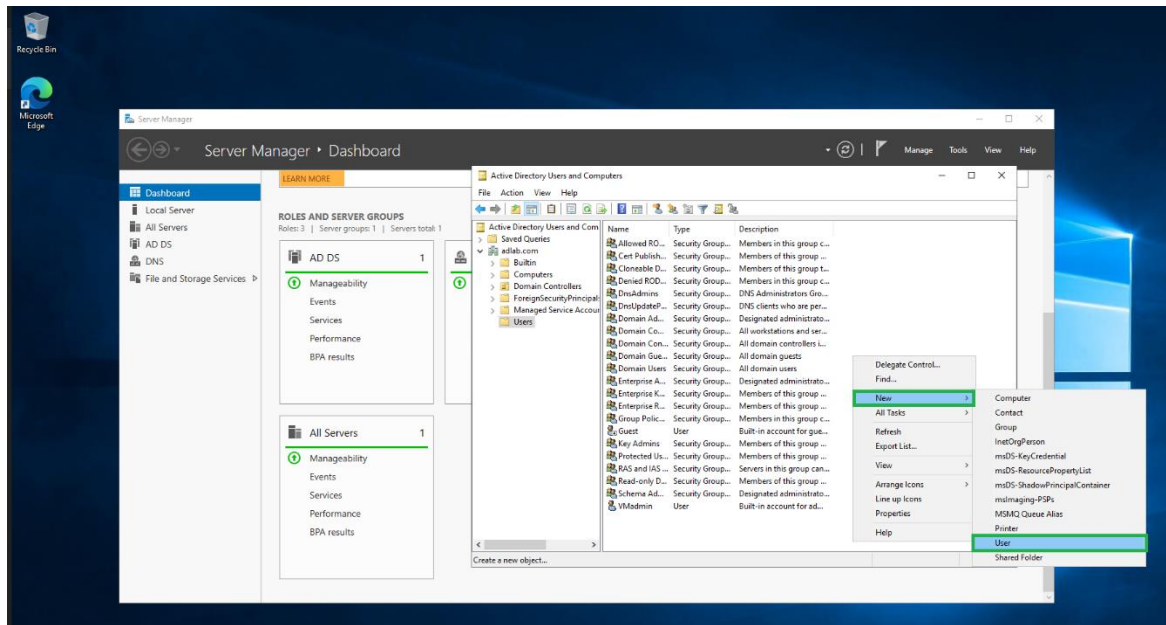 Recycle Bin
Microsoft
Edge
Server Manager
Server Manager • Dashboard
Manage Tools View Help
Dashboard
Local Server
All Servers
AD DS
DNS
File and Storage Services
LEARN MORE
ROLES AND SERVER GROUPS
Roles: 3 | Server groups: 1 | Servers total: 1
AD DS 1
Manageability
Events
Services
Performance
BPA results
All Servers 1
Manageability
Events
Services
Performance
BPA results
Active Directory Users and Computers
File Action View Help
Active Directory Users and Com
Saved Queries
adlab.com
Builtin
Computers
Domain Controllers
ForeignSecurityPrincipals
Managed Service Accour
Users
Name Type Description
Allowed RO... Security Group... Members in this group c...
Cert Publish... Security Group... Members of this group ...
Cloneable D... Security Group... Members of this group t...
Denied ROD... Security Group... Members in this group c...
DnsAdmins Security Group... DNS Administrators Gro...
DnsUpdateP... Security Group... DNS clients who are per...
Domain Ad... Security Group... Designated administrato...
Domain Co... Security Group... All workstations and ser...
Domain Con... Security Group... All domain controllers i...
Domain Gue... Security Group... All domain guests
Domain Users Security Group... All domain users
Enterprise A... Security Group... Designated administrato...
Enterprise K... Security Group... Members of this group ...
Enterprise R... Security Group... Members of this group ...
Group Polic... Security Group... Members in this group c...
Guest User Built-in account for gue...
Key Admins Security Group... Members of this group ...
Protected Us... Security Group... Members of this group ...
RAS and IAS ... Security Group... Servers in this group can...
Read-only D... Security Group... Members of this group ...
Schema Ad... Security Group... Designated administrato...
VMadmin User Built-in account for ad...
Create a new object...
Delegate Control...
Find...
New
All Tasks
Refresh
Export List...
View
Arrange Icons
Line up Icons
Properties
Help
Computer
Contact
Group
InetOrgPerson
msDS-KeyCredential
msDS-ResourcePropertyList
msDS-ShadowPrincipalContainer
msImaging-PSPs
MSMQ Queue Alias
Printer
User
Shared Folder